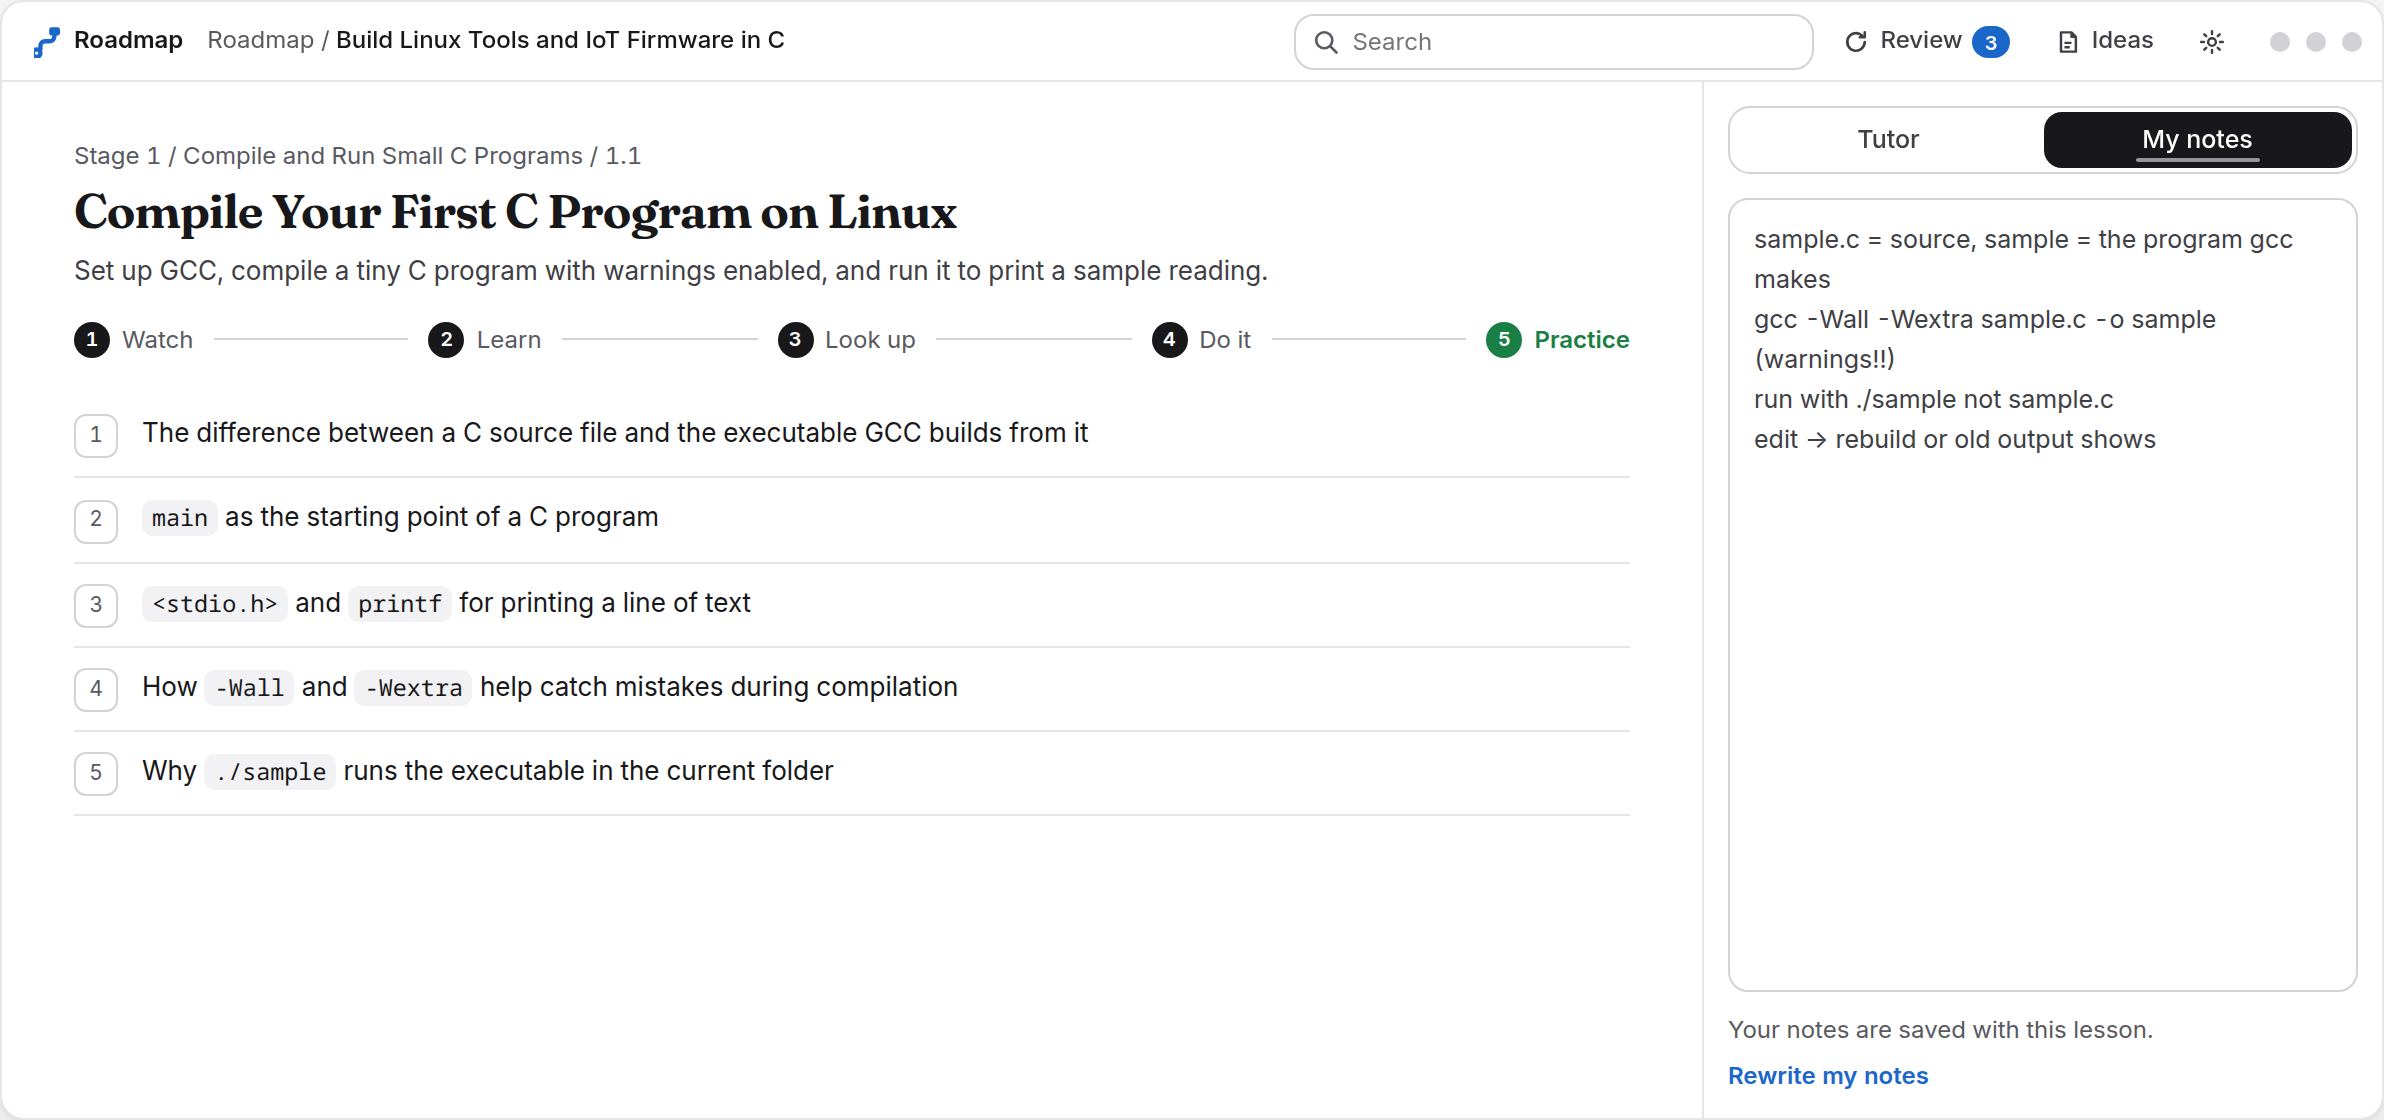 Roadmap
Roadmap / Build Linux Tools and IoT Firmware in C
Search
Review 3
Ideas
Stage 1 / Compile and Run Small C Programs / 1.1
Compile Your First C Program on Linux
Set up GCC, compile a tiny C program with warnings enabled, and run it to print a sample reading.
1 Watch
2 Learn
3 Look up
4 Do it
5 Practice
1 The difference between a C source file and the executable GCC builds from it
2 main as the starting point of a C program
3 <stdio.h> and printf for printing a line of text
4 How -Wall and -Wextra help catch mistakes during compilation
5 Why ./sample runs the executable in the current folder
Tutor
My notes
sample.c = source, sample = the program gcc
makes
gcc -Wall -Wextra sample.c -o sample
(warnings!!)
run with ./sample not sample.c
edit → rebuild or old output shows
Your notes are saved with this lesson.
Rewrite my notes